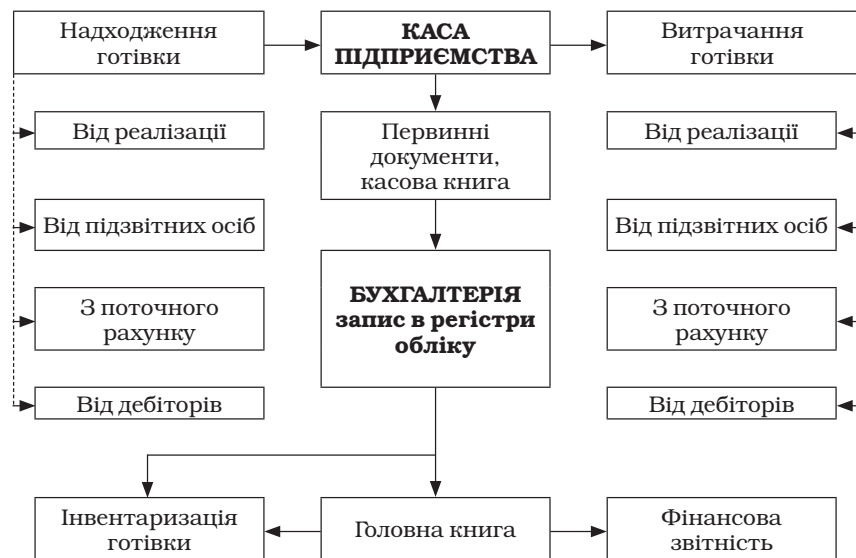 Надходження
готівки
КАСА
ПІДПРИЄМСТВА
Витрачання
готівки
Від реалізації
Первинні
документи,
касова книга
Від реалізації
Від підзвітних осіб
БУХГАЛТЕРІЯ
запис в регістри
обліку
Від підзвітних осіб
З поточного
рахунку
З поточного
рахунку
Від дебіторів
Від дебіторів
Інвентаризація
готівки
Головна книга
Фінансова
звітність